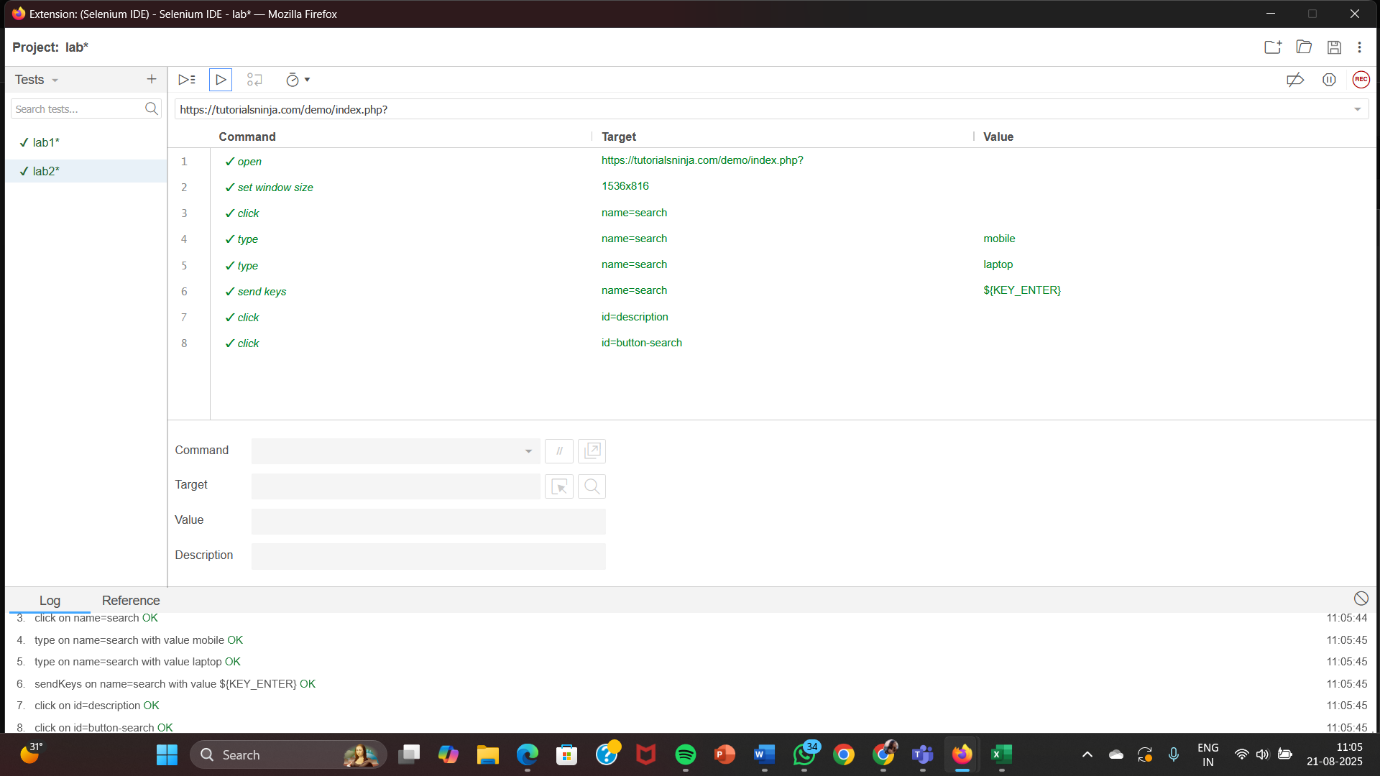 Extension: (Selenium IDE) - Selenium IDE - lab* — Mozilla Firefox
Project: lab*
Tests
Search tests...
✓ lab1*
✓ lab2*
https://tutorialsninja.com/demo/index.php?
REC
Command Target Value
1 ✓ open https://tutorialsninja.com/demo/index.php?
2 ✓ set window size 1536x816
3 ✓ click name=search
4 ✓ type name=search mobile
5 ✓ type name=search laptop
6 ✓ send keys name=search ${KEY_ENTER}
7 ✓ click id=description
8 ✓ click id=button-search
Command //
Target
Value
Description
Log Reference
3. click on name=search OK 11:05:44
4. type on name=search with value mobile OK 11:05:45
5. type on name=search with value laptop OK 11:05:45
6. sendKeys on name=search with value ${KEY_ENTER} OK 11:05:45
7. click on id=description OK 11:05:45
8. click on id=button-search OK 11:05:45
31°
Search
34
ENG
IN
11:05
21-08-2025